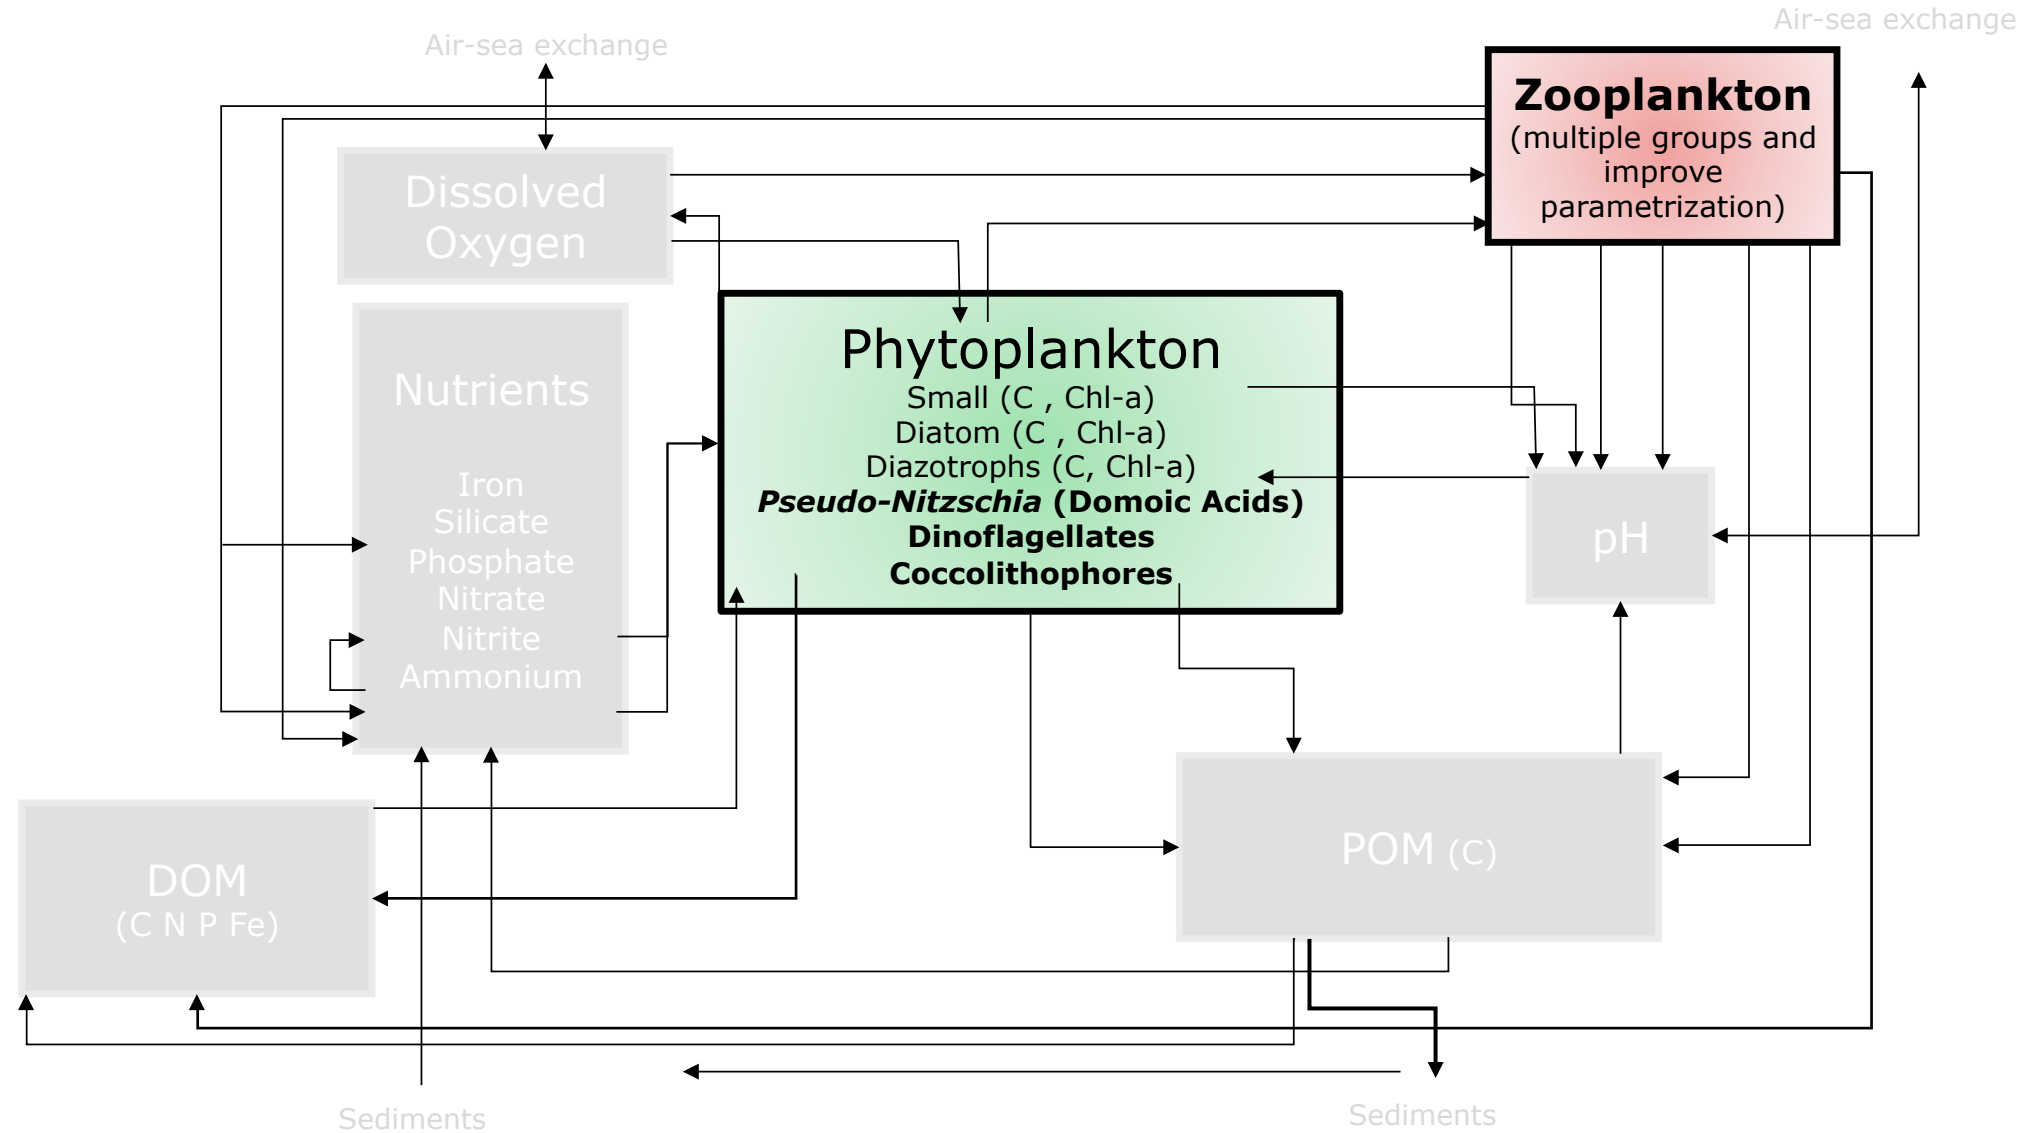 Air-sea exchange
Air-sea exchange
Zooplankton
(multiple groups and
improve
parametrization)
Dissolved
Oxygen
Phytoplankton
Small (C , Chl-a)
Diatom (C , Chl-a)
Diazotrophs (C, Chl-a)
Pseudo-Nitzschia (Domoic Acids)
Dinoflagellates
Coccolithophores
Nutrients
Iron
Silicate
Phosphate
Nitrate
Nitrite
Ammonium
pH
DOM
(C N P Fe)
POM (C)
Sediments
Sediments